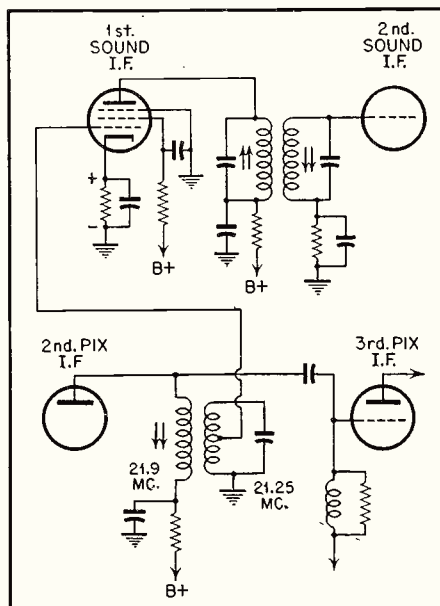 1st.
SOUND
I.F.
2nd.
SOUND
I.F.
+
-
B+
B+
2nd. PIX
I.F.
3rd. PIX
I.F.
21.9
MC.
21.25
MC.
B+